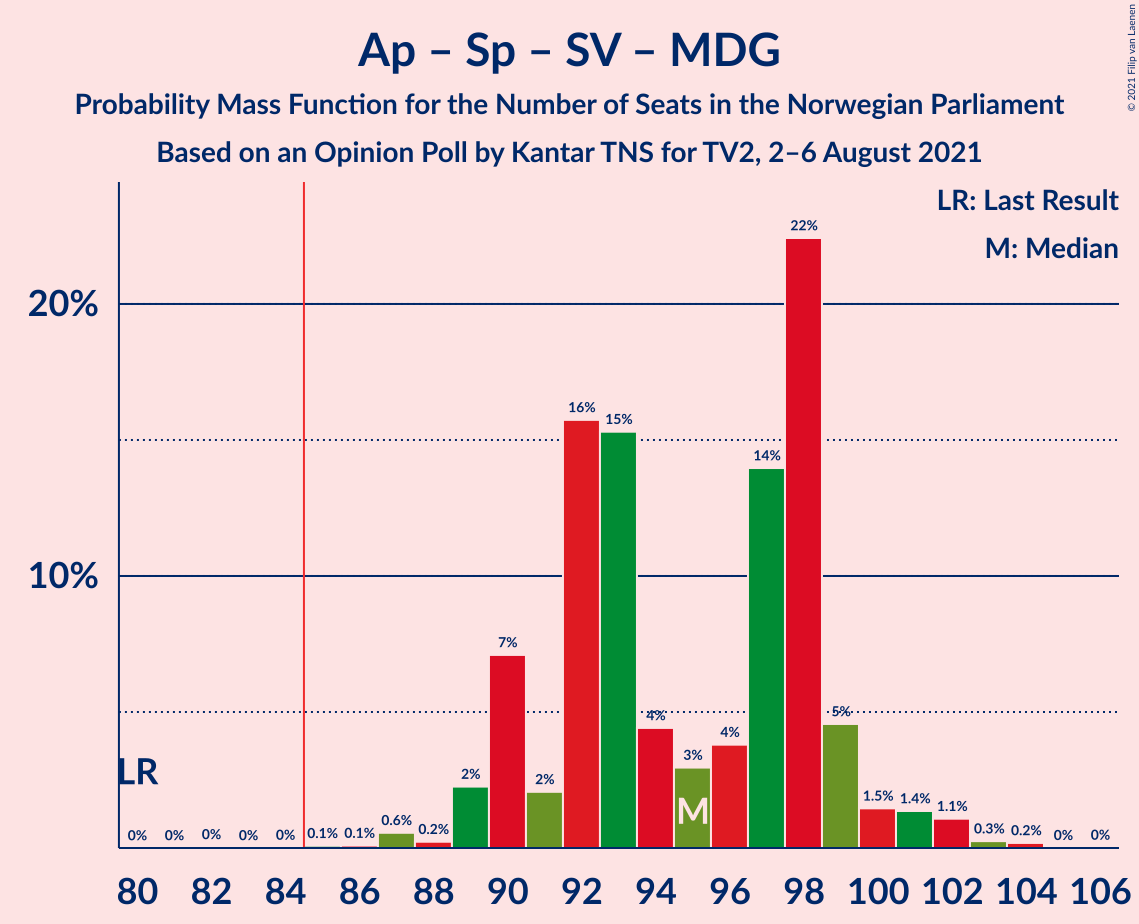 Ap – Sp – SV – MDG
Probability Mass Function for the Number of Seats in the Norwegian Parliament
Based on an Opinion Poll by Kantar TNS for TV2, 2–6 August 2021
© 2021 Filip van Laenen
LR: Last Result
M: Median
20%
10%
LR
M
0% 0% 0% 0% 0% 0.1% 0.1% 0.6% 0.2% 2% 7% 2% 16% 15% 4% 3% 4% 14% 22% 5% 1.5% 1.4% 1.1% 0.3% 0.2% 0% 0%
80 82 84 86 88 90 92 94 96 98 100 102 104 106